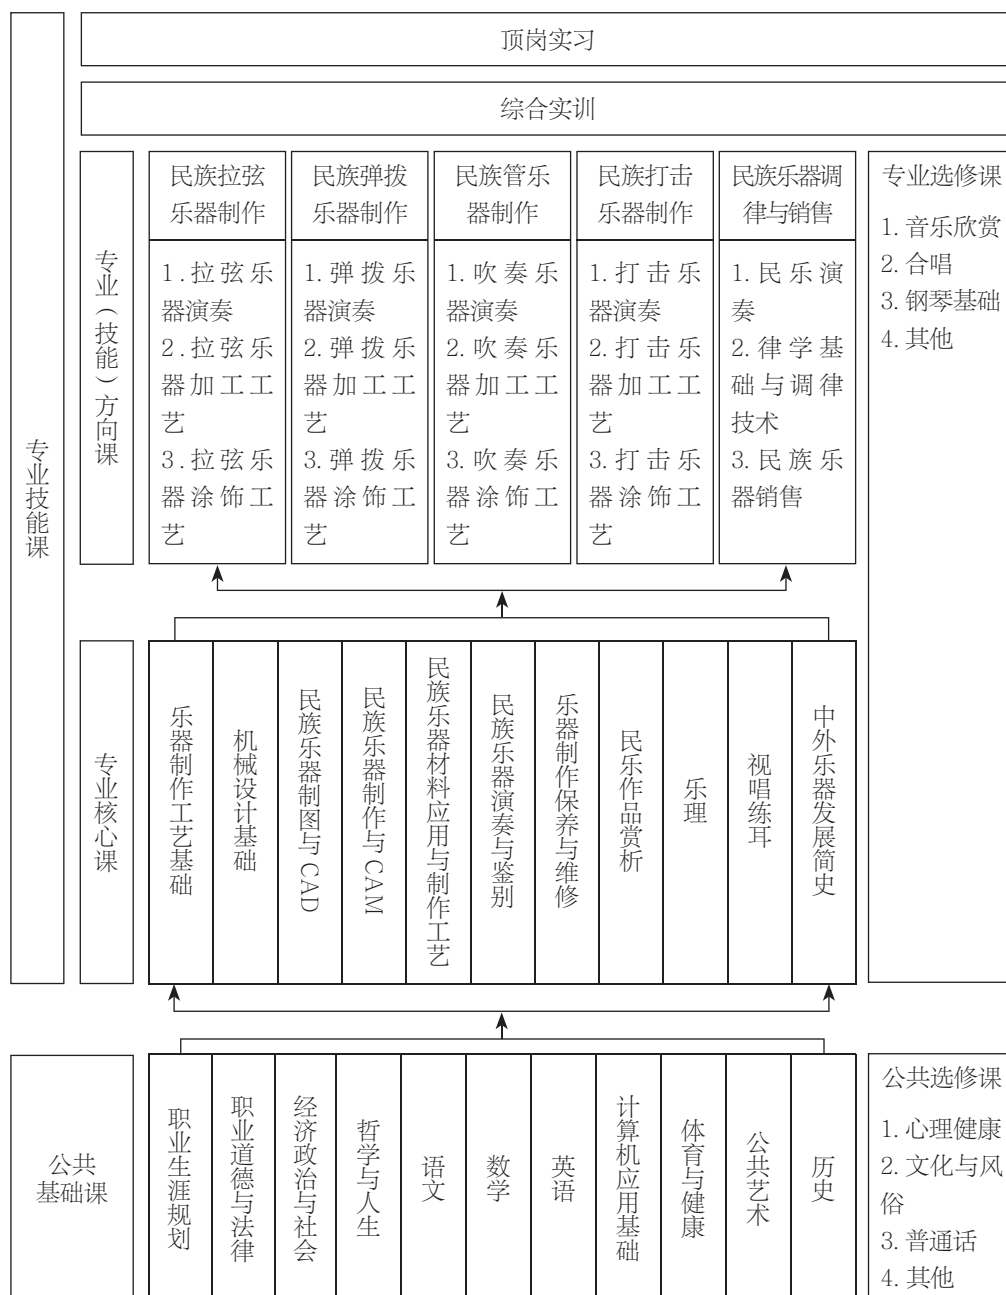 顶岗实习
综合实训
专业技能课
专业（技能）方向课
民族拉弦
乐器制作
1.拉弦乐
器演奏
2.拉弦乐
器加工工
艺
3.拉弦乐
器涂饰工
艺
民族弹拨
乐器制作
1.弹拨乐
器演奏
2.弹拨乐
器加工工
艺
3.弹拨乐
器涂饰工
艺
民族管乐
器制作
1.吹奏乐
器演奏
2.吹奏乐
器加工工
艺
3.吹奏乐
器涂饰工
艺
民族打击
乐器制作
1.打击乐
器演奏
2.打击乐
器加工工
艺
3.打击乐
器涂饰工
艺
民族乐器调
律与销售
1.民乐演
奏
2.律学基
础与调律
技术
3.民族乐
器销售
专业选修课
1.音乐欣赏
2.合唱
3.钢琴基础
4.其他
专业核心课
乐器制作工艺基础
机械设计基础
民族乐器制图与CAD
民族乐器制作与CAM
民族乐器材料应用与制作工艺
民族乐器演奏与鉴别
乐器制作保养与维修
民乐作品赏析
乐理
视唱练耳
中外乐器发展简史
公共
基础课
职业生涯规划
职业道德与法律
经济政治与社会
哲学与人生
语文
数学
英语
计算机应用基础
体育与健康
公共艺术
历史
公共选修课
1.心理健康
2.文化与风
俗
3.普通话
4.其他